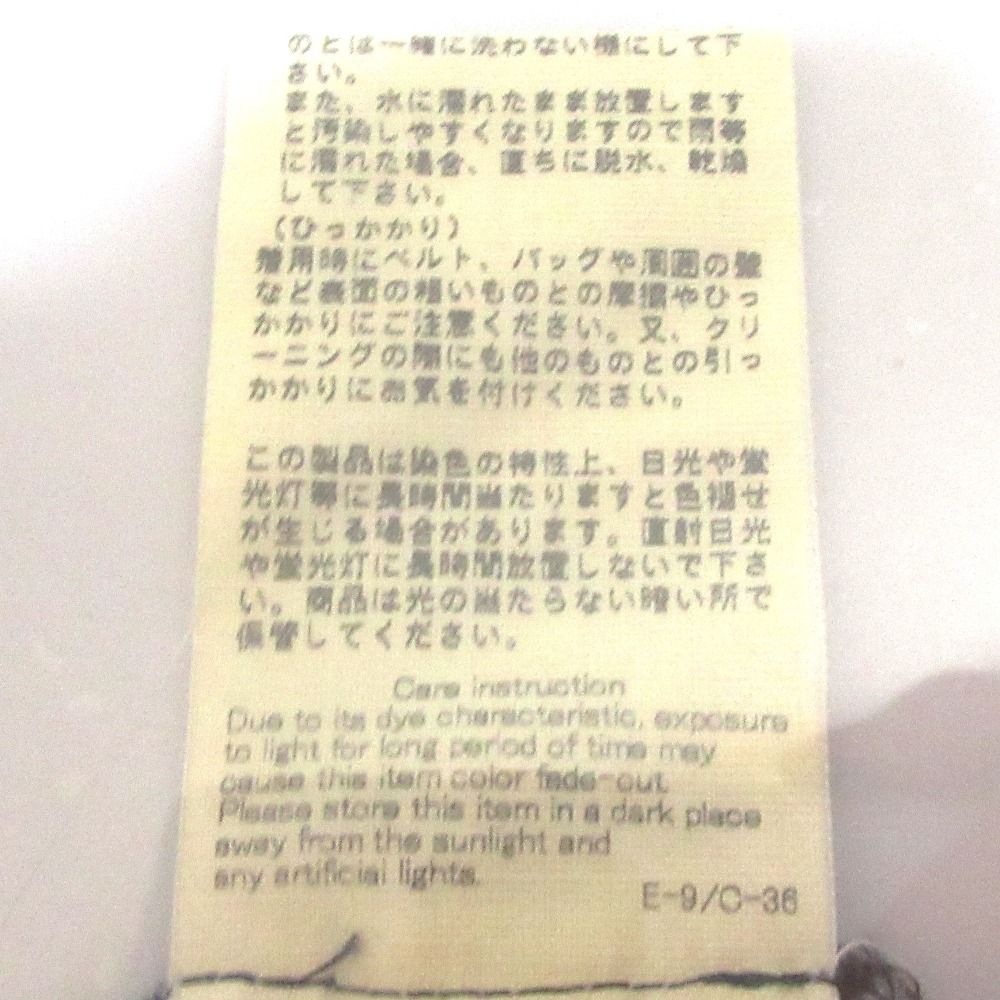 のとは一緒に洗わない様にして下
さい。
また、水に濡れたまま放置します
と汚染しやすくなりますので雨等
に濡れた場合、直ちに脱水、乾燥
して下さい。
(ひっかかり)
着用時にベルト、バッグや周囲の壁
など表面の粗いものとの摩擦やひっ
かかりにご注意ください。又、クリ
ーニングの際にも他のものとの引っ
かかりにお気を付けください。
この製品は染色の特性上、日光や蛍
光灯等に長時間当たりますと色褪せ
が生じる場合があります。直射日光
や蛍光灯に長時間放置しないで下さ
い。商品は光の当たらない暗い所で
保管してください。
Care instruction
Due to its dye characteristic, exposure
to light for long period of time may
cause this item color fade-out.
Please store this item in a dark place
away from the sunlight and
any artificial lights.
E-9/C-36